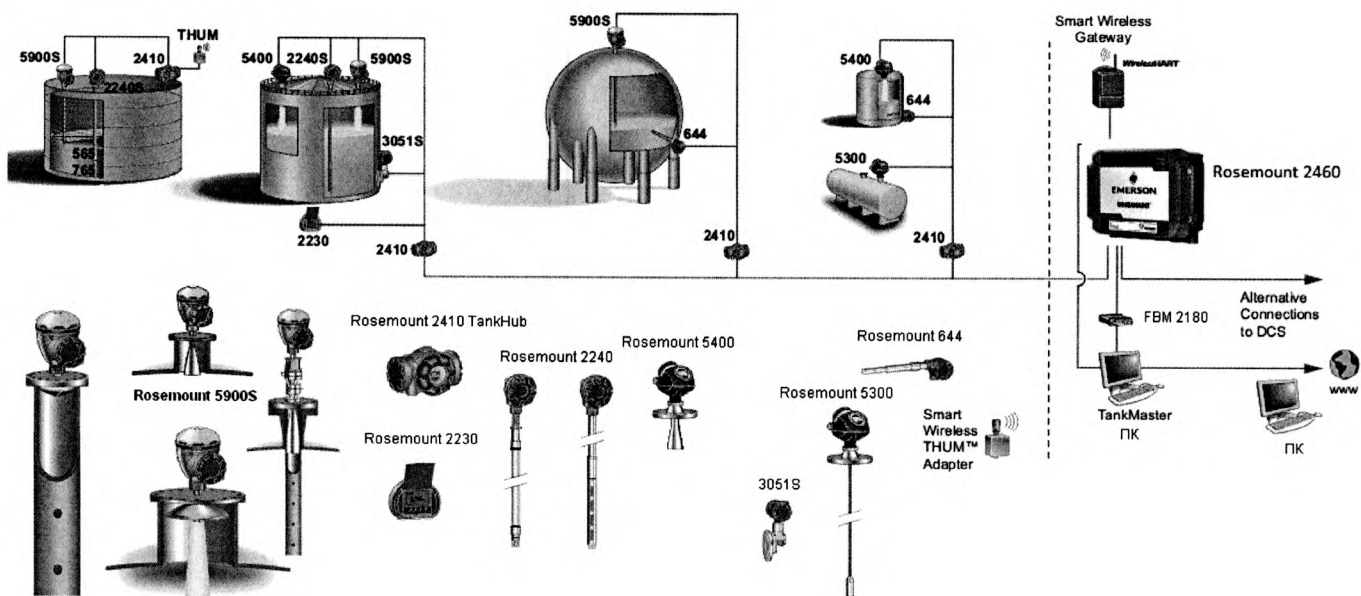 5900S
THUM
2410
2240S
565
765
5400
2240S
5900S
3051S
2230
2410
5900S
644
2410
5400
644
5300
2410
Smart Wireless
Gateway
WirelessHART
EMERSON
Rosemount 2460
FBM 2180
Alternative
Connections
to DCS
TankMaster
ПК
ПК
www
Rosemount 5900S
Rosemount 2410 TankHub
Rosemount 2230
Rosemount 2240
Rosemount 5400
Rosemount 644
Rosemount 5300
Smart
Wireless
THUM™
Adapter
3051S